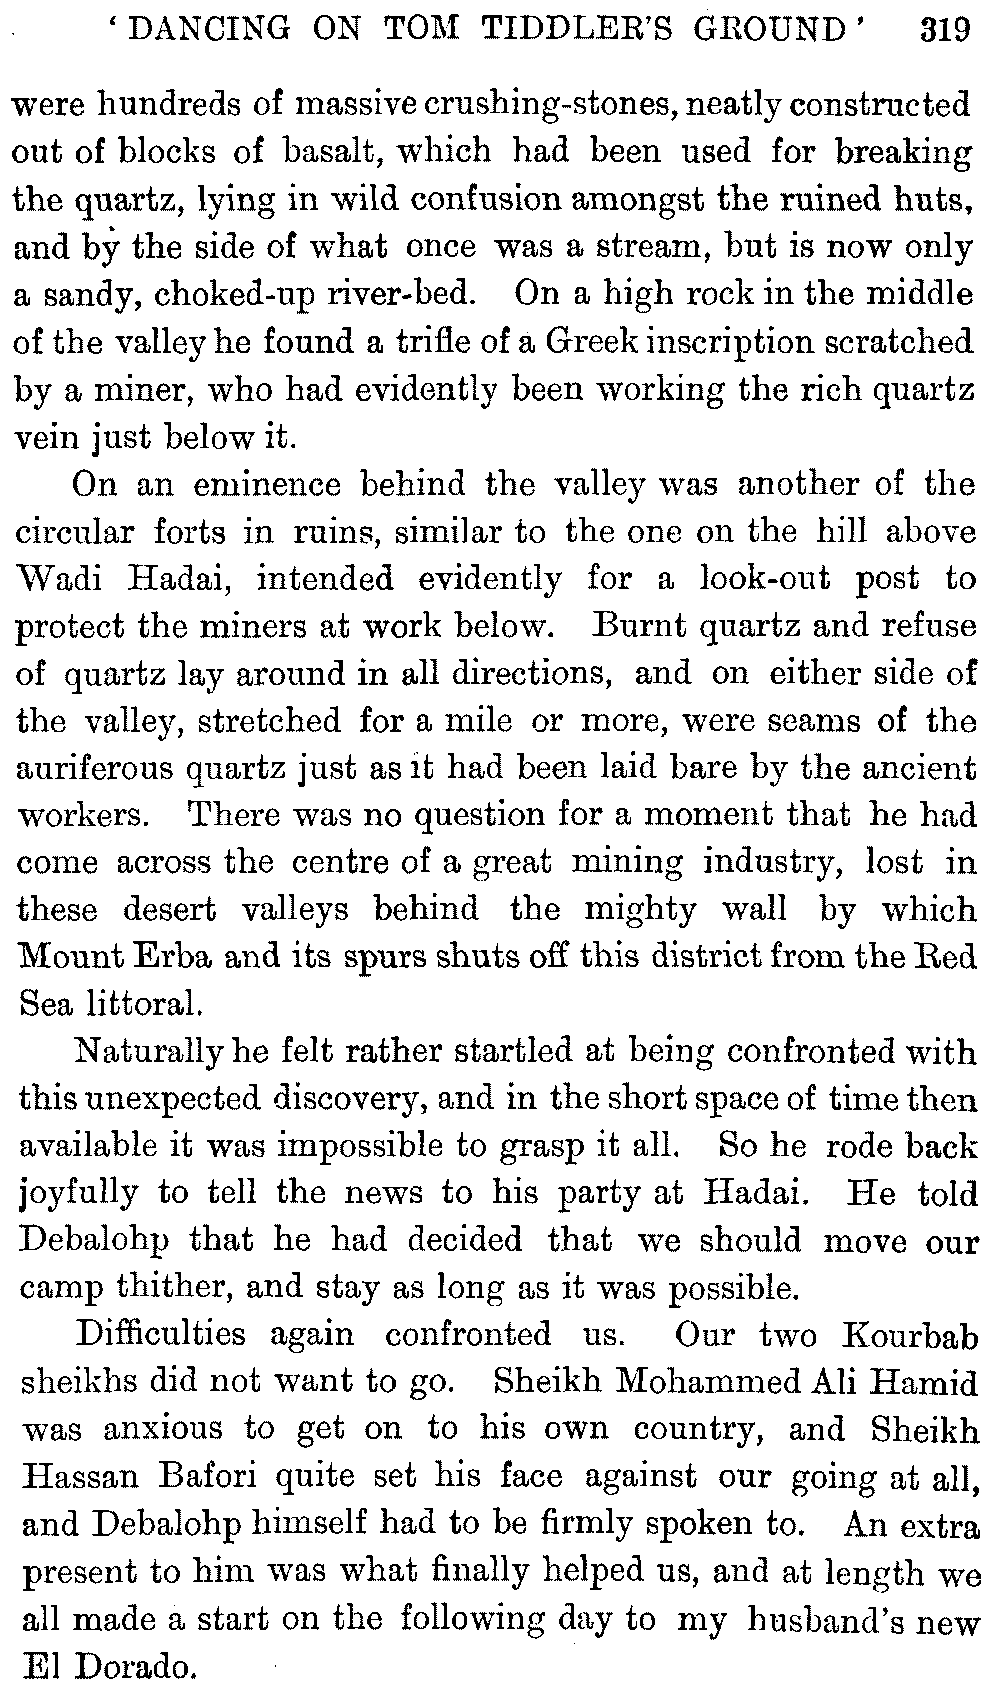 ‘ DANCING ON TOM TIDDLER’S GROUND ’ 319
were hundreds of massive crushing-stones, neatly constructed
out of blocks of basalt, which had been used for breaking
the quartz, lying in wild confusion amongst the ruined huts,
and by the side of what once was a stream, but is now only
a sandy, choked-up river-bed. On a high rock in the middle
of the valley he found a trifle of a Greek inscription scratched
by a miner, who had evidently been working the rich quartz
vein just below it.
On an eminence behind the valley was another of the
circular forts in ruins, similar to the one on the hill above
Wadi Hadai, intended evidently for a look-out post to
protect the miners at work below. Burnt quartz and refuse
of quartz lay around in all directions, and on either side of
the valley, stretched for a mile or more, were seams of the
auriferous quartz just as it had been laid bare by the ancient
workers. There was no question for a moment that he had
come across the centre of a great mining industry, lost in
these desert valleys behind the mighty wall by which
Mount Erba and its spurs shuts off this district from the Red
Sea littoral.
Naturally he felt rather startled at being confronted with
this unexpected discovery, and in the short space of time then
available it was impossible to grasp it all. So he rode back
joyfully to tell the news to his party at Hadai. He told
Debalohp that he had decided that we should move our
camp thither, and stay as long as it was possible.
Difficulties again confronted us. Our two Kourbab
sheikhs did not want to go. Sheikh Mohammed Ali Hamid
was anxious to get on to his own country, and Sheikh
Hassan Bafori quite set his face against our going at all,
and Debalohp himself had to be firmly spoken to. An extra
present to him was what finally helped us, and at length we
all made a start on the following day to my husband’s new
El Dorado.